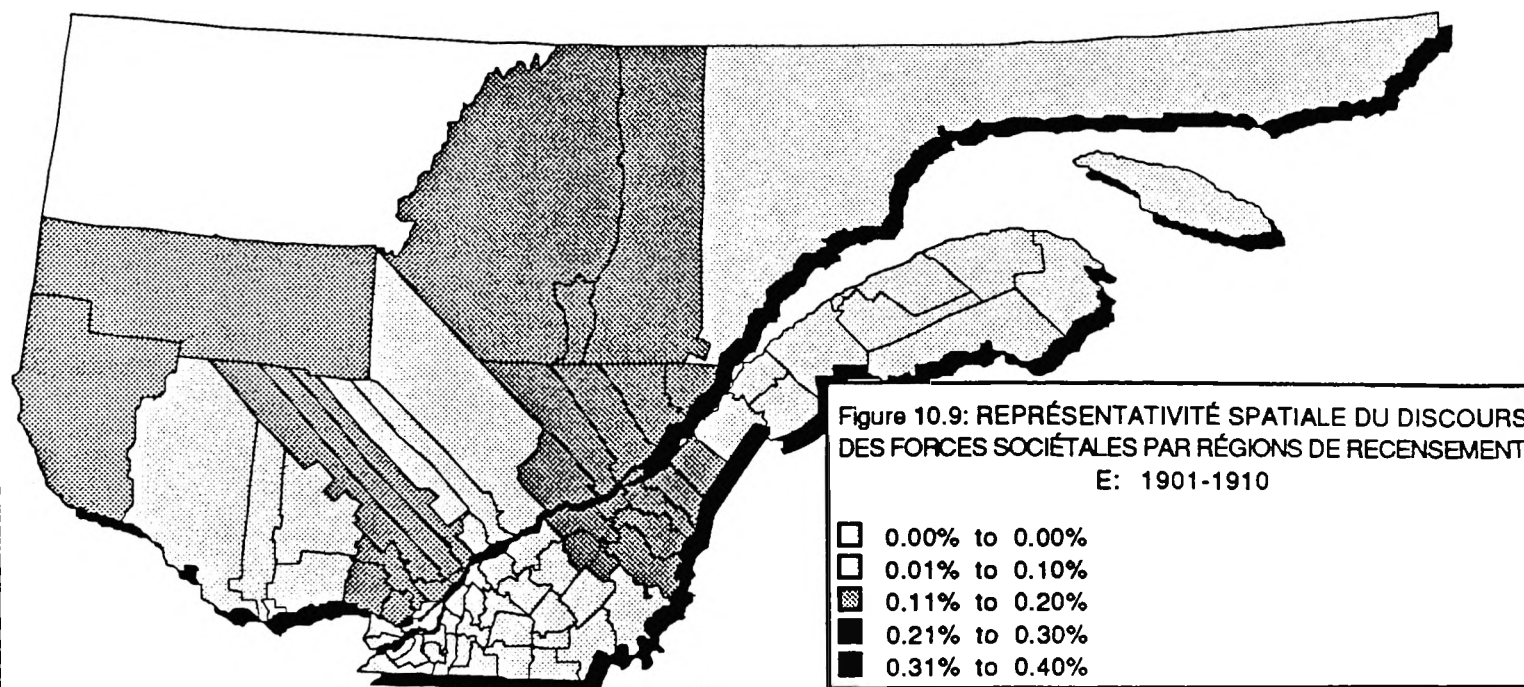 Figure 10.9: REPRÉSENTATIVITÉ SPATIALE DU DISCOURS
DES FORCES SOCIÉTALES PAR RÉGIONS DE RECENSEMENT
E: 1901-1910
0.00% to 0.00%
0.01% to 0.10%
0.11% to 0.20%
0.21% to 0.30%
0.31% to 0.40%